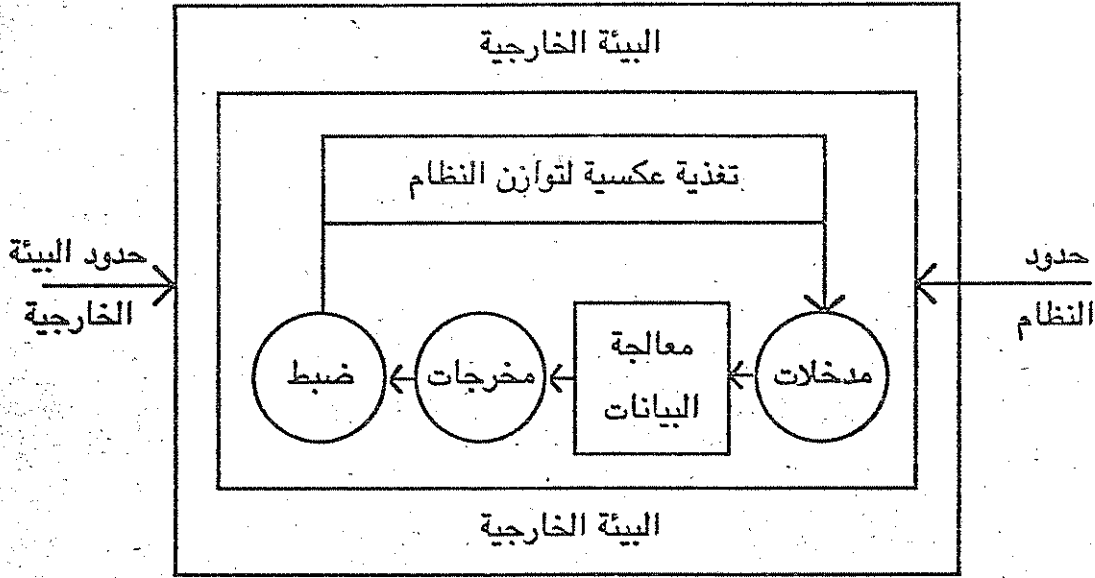 البيئة الخارجية
تغذية عكسية لتوازن النظام
حدود
النظام
حدود البيئة
الخارجية
مدخلات
معالجة
البيانات
مخرجات
ضبط
البيئة الخارجية